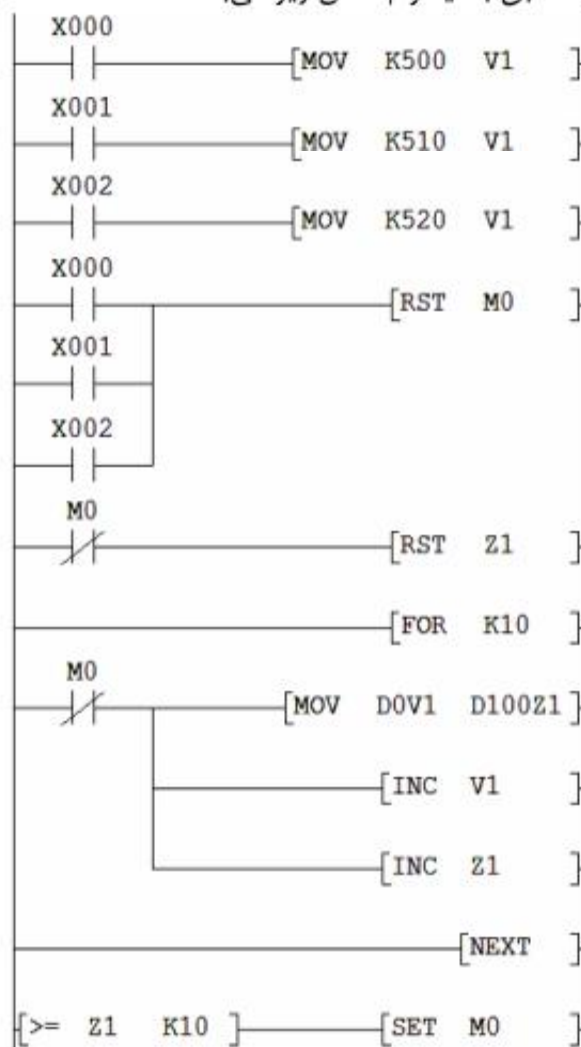 X000
[MOV K500 V1 ]
X001
[MOV K510 V1 ]
X002
[MOV K520 V1 ]
X000
[RST M0 ]
X001
X002
M0
[RST Z1 ]
[FOR K10 ]
M0
[MOV D0V1 D100Z1 ]
[INC V1 ]
[INC Z1 ]
[NEXT ]
[>= Z1 K10 ] [SET M0 ]